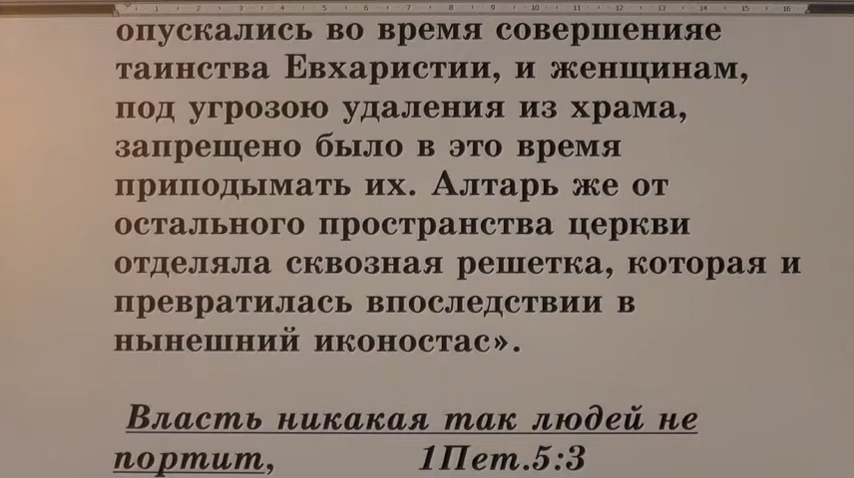 опускались во время совершенияе
таинства Евхаристии, и женщинам,
под угрозою удаления из храма,
запрещено было в это время
приподымать их. Алтарь же от
остального пространства церкви
отделяла сквозная решетка, которая и
превратилась впоследствии в
нынешний иконостас».
Власть никакая так людей не
портит, 1Пет.5:3